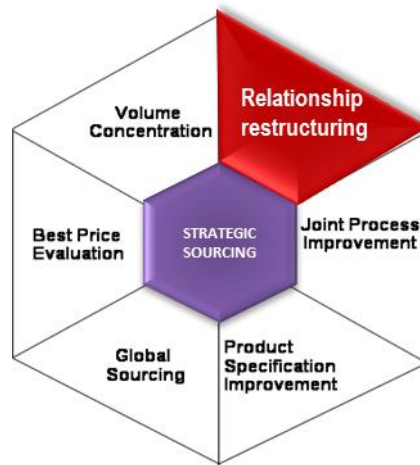 Relationship
restructuring
Volume
Concentration
STRATEGIC
SOURCING
Joint Process
Improvement
Best Price
Evaluation
Global
Sourcing
Product
Specification
Improvement